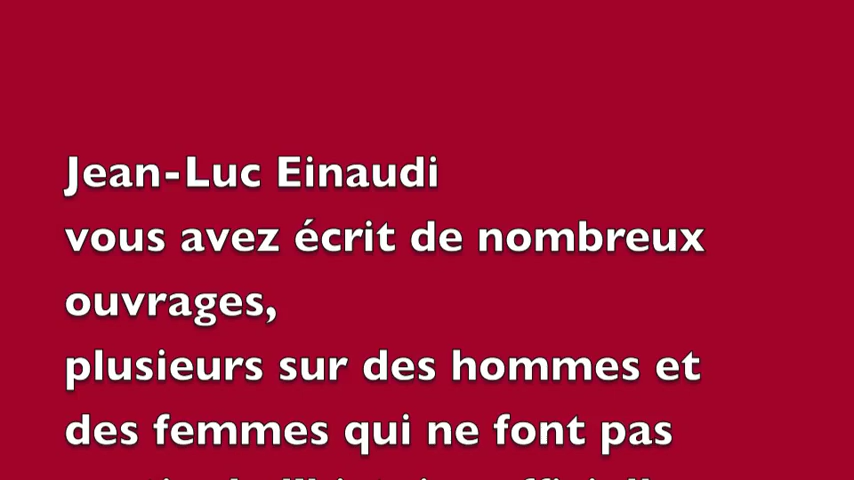 Jean-Luc Einaudi
vous avez écrit de nombreux
ouvrages,
plusieurs sur des hommes et
des femmes qui ne font pas